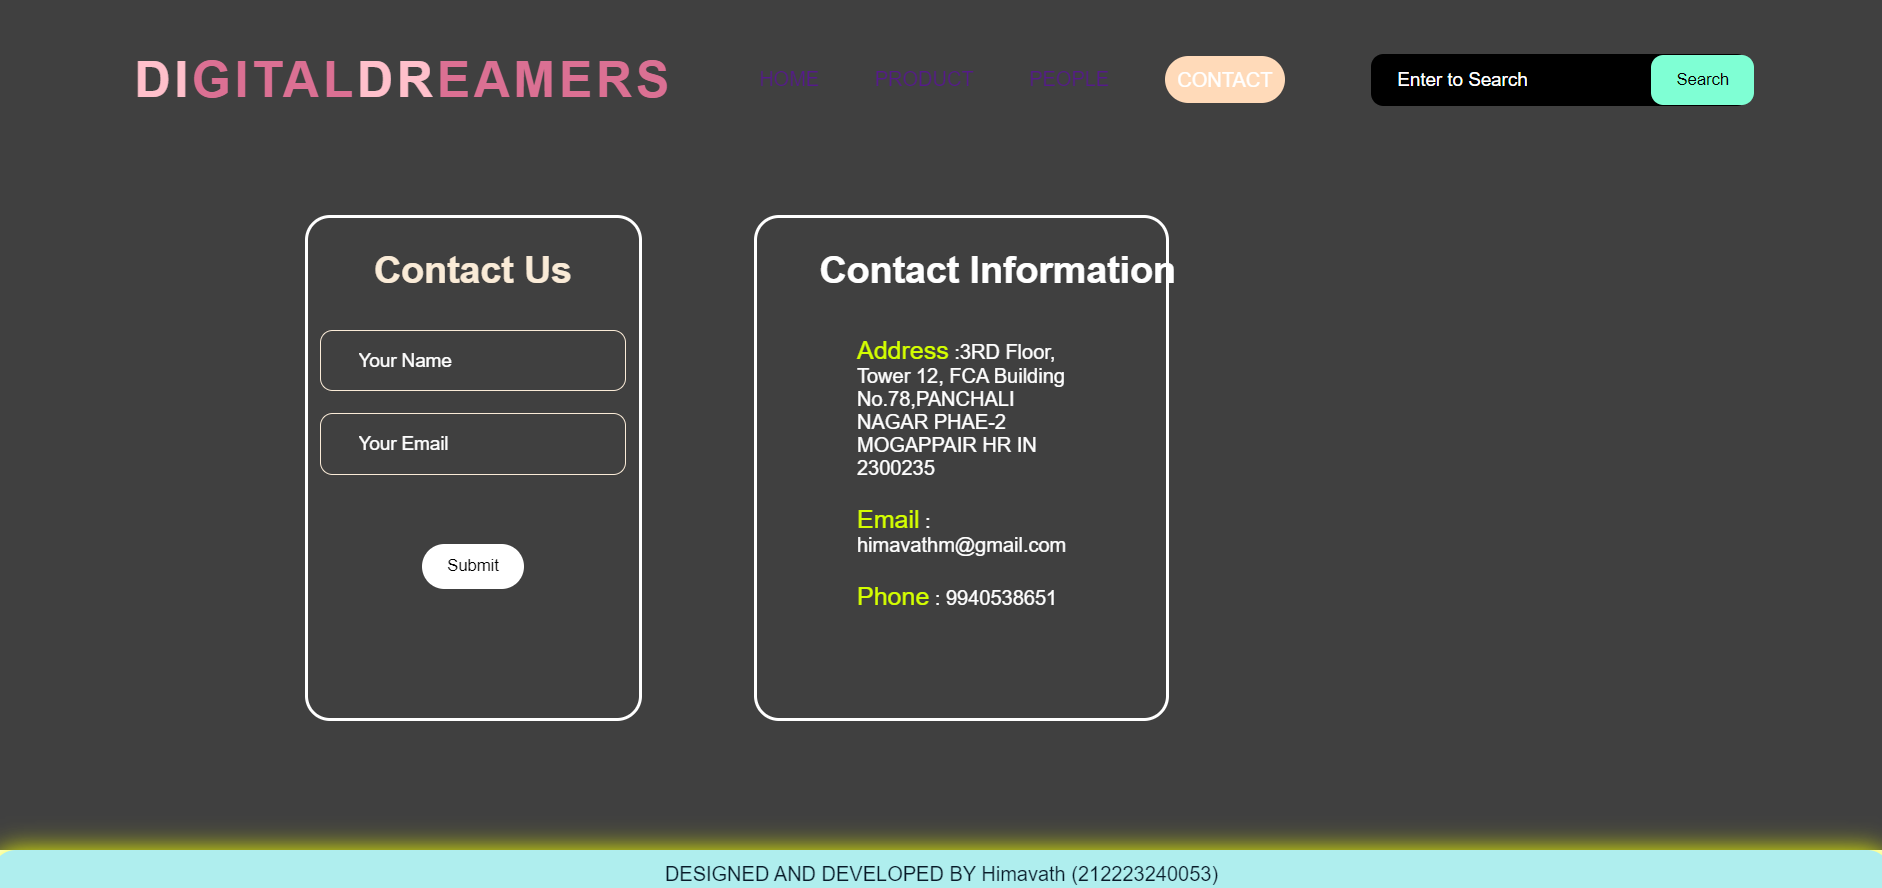 DIGITALDREAMERS
HOME PRODUCT PEOPLE CONTACT
Enter to Search Search
Contact Us
Your Name
Your Email
Submit
Contact Information
Address :3RD Floor,
Tower 12, FCA Building
No.78,PANCHALI
NAGAR PHAE-2
MOGAPPAIR HR IN
2300235
Email :
himavathm@gmail.com
Phone : 9940538651
DESIGNED AND DEVELOPED BY Himavath (212223240053)